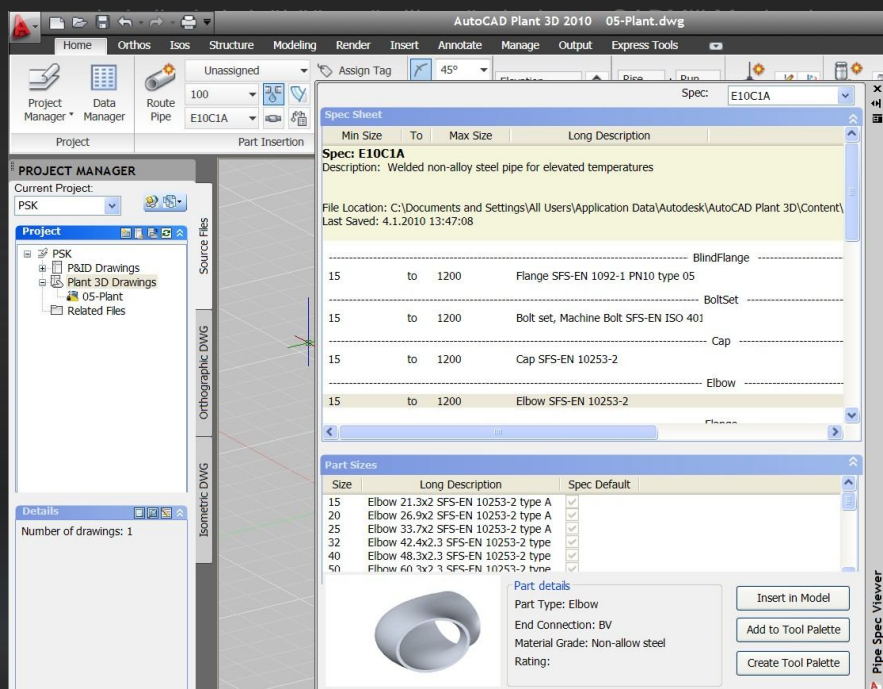 AutoCAD Plant 3D 2010 05-Plant.dwg
Home Orthos Isos Structure Modeling Render Insert Annotate Manage Output Express Tools
Unassigned
Assign Tag
45°
100
E10C1A
Project Manager
Data Manager
Route Pipe
Project
Part Insertion
Spec: E10C1A
PROJECT MANAGER
Current Project:
PSK
Project
PSK
P&ID Drawings
Plant 3D Drawings
05-Plant
Related Files
Source Files
Orthographic DWG
Isometric DWG
Details
Number of drawings: 1
Spec Sheet
Min Size To Max Size Long Description
Spec: E10C1A
Description: Welded non-alloy steel pipe for elevated temperatures
File Location: C:\Documents and Settings\All Users\Application Data\Autodesk\AutoCAD Plant 3D\Content\
Last Saved: 4.1.2010 13:47:08
BlindFlange
15 to 1200 Flange SFS-EN 1092-1 PN10 type 05
BoltSet
15 to 1200 Bolt set, Machine Bolt SFS-EN ISO 401
Cap
15 to 1200 Cap SFS-EN 10253-2
Elbow
15 to 1200 Elbow SFS-EN 10253-2
Part Sizes
Size Long Description Spec Default
15 Elbow 21.3x2 SFS-EN 10253-2 type A
20 Elbow 26.9x2 SFS-EN 10253-2 type A
25 Elbow 33.7x2 SFS-EN 10253-2 type A
32 Elbow 42.4x2.3 SFS-EN 10253-2 type
40 Elbow 48.3x2.3 SFS-EN 10253-2 type
50 Elbow 60.3x2.3 SFS-EN 10253-2 type
Part details
Part Type: Elbow
End Connection: BV
Material Grade: Non-allow steel
Rating:
Insert in Model
Add to Tool Palette
Create Tool Palette
Pipe Spec Viewer